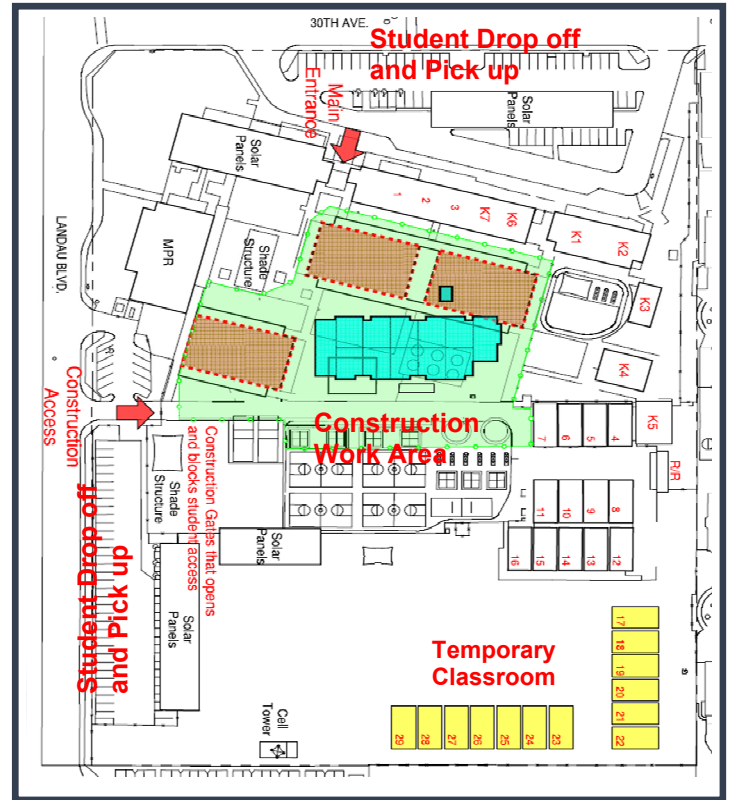 30TH AVE.
Student Drop off
and Pick up
Main
Entrance
Solar
Panels
Solar
Panels
1
2
3
K7
K6
K1
K2
K3
K4
K5
LANDAU BLVD.
MPR
Shade
Structure
Construction
Access
Construction
Work Area
7
6
5
4
R/R
Construction Gates that opens
and blocks student access
Shade
Structure
11
10
9
8
16
15
14
13
12
Solar
Panels
Student Drop off
and Pick up
Solar
Panels
Temporary
Classroom
17
18
19
20
21
22
Cell
Tower
29
28
27
26
25
24
23